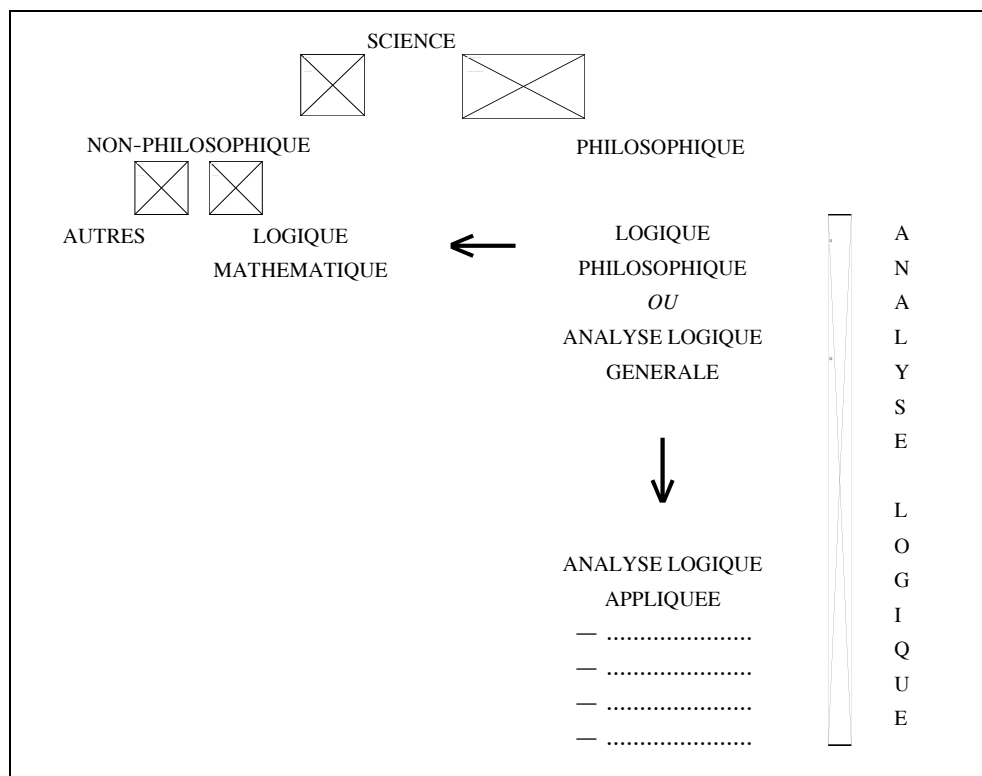 SCIENCE
NON-PHILOSOPHIQUE PHILOSOPHIQUE
AUTRES LOGIQUE
MATHEMATIQUE
LOGIQUE
PHILOSOPHIQUE
OU
ANALYSE LOGIQUE
GENERALE
ANALYSE LOGIQUE
APPLIQUEE
— ......................
— ......................
— ......................
— ......................
A
N
A
L
Y
S
E
L
O
G
I
Q
U
E